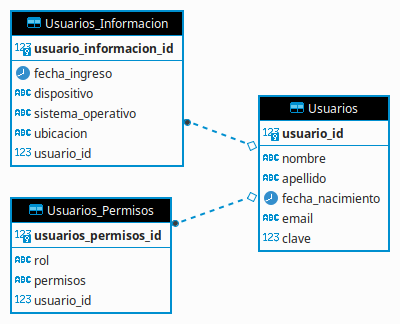 Usuarios_Informacion
123 usuario_informacion_id
fecha_ingreso
ABC dispositivo
ABC sistema_operativo
ABC ubicacion
123 usuario_id
Usuarios_Permisos
123 usuarios_permisos_id
ABC rol
ABC permisos
123 usuario_id
Usuarios
123 usuario_id
ABC nombre
ABC apellido
fecha_nacimiento
ABC email
123 clave